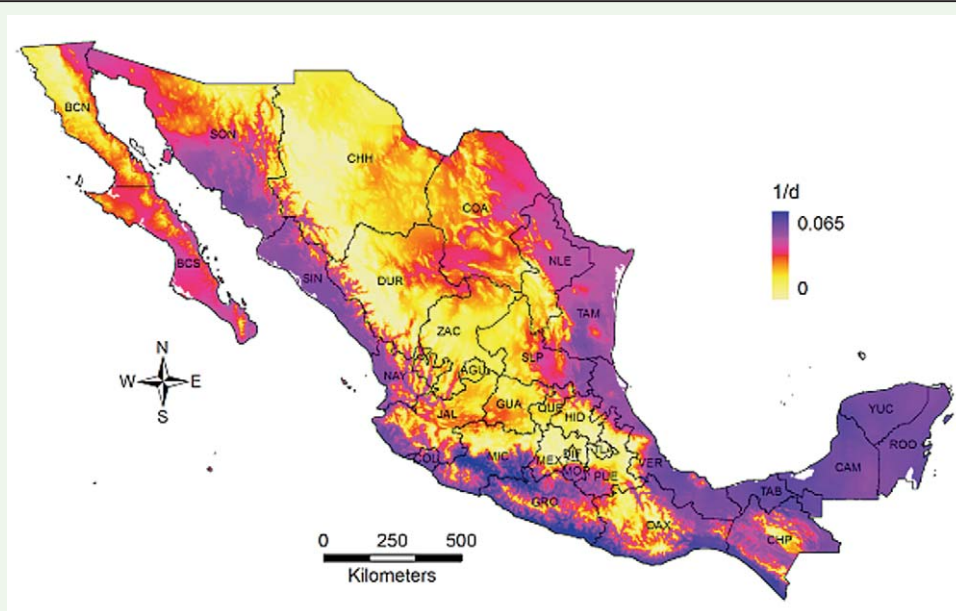 BCN
SON
CHH
COA
BCS
SIN
DUR
NLE
TAM
ZAC
SLP
NAY
AGU
JAL
GUA
QUE
HID
COL
MIC
MEX
DIF
TLA
MOR
PUE
VER
GRO
OAX
TAB
CHP
CAM
YUC
ROO
1/d
0.065
0
N
W E
S
0 250 500
Kilometers